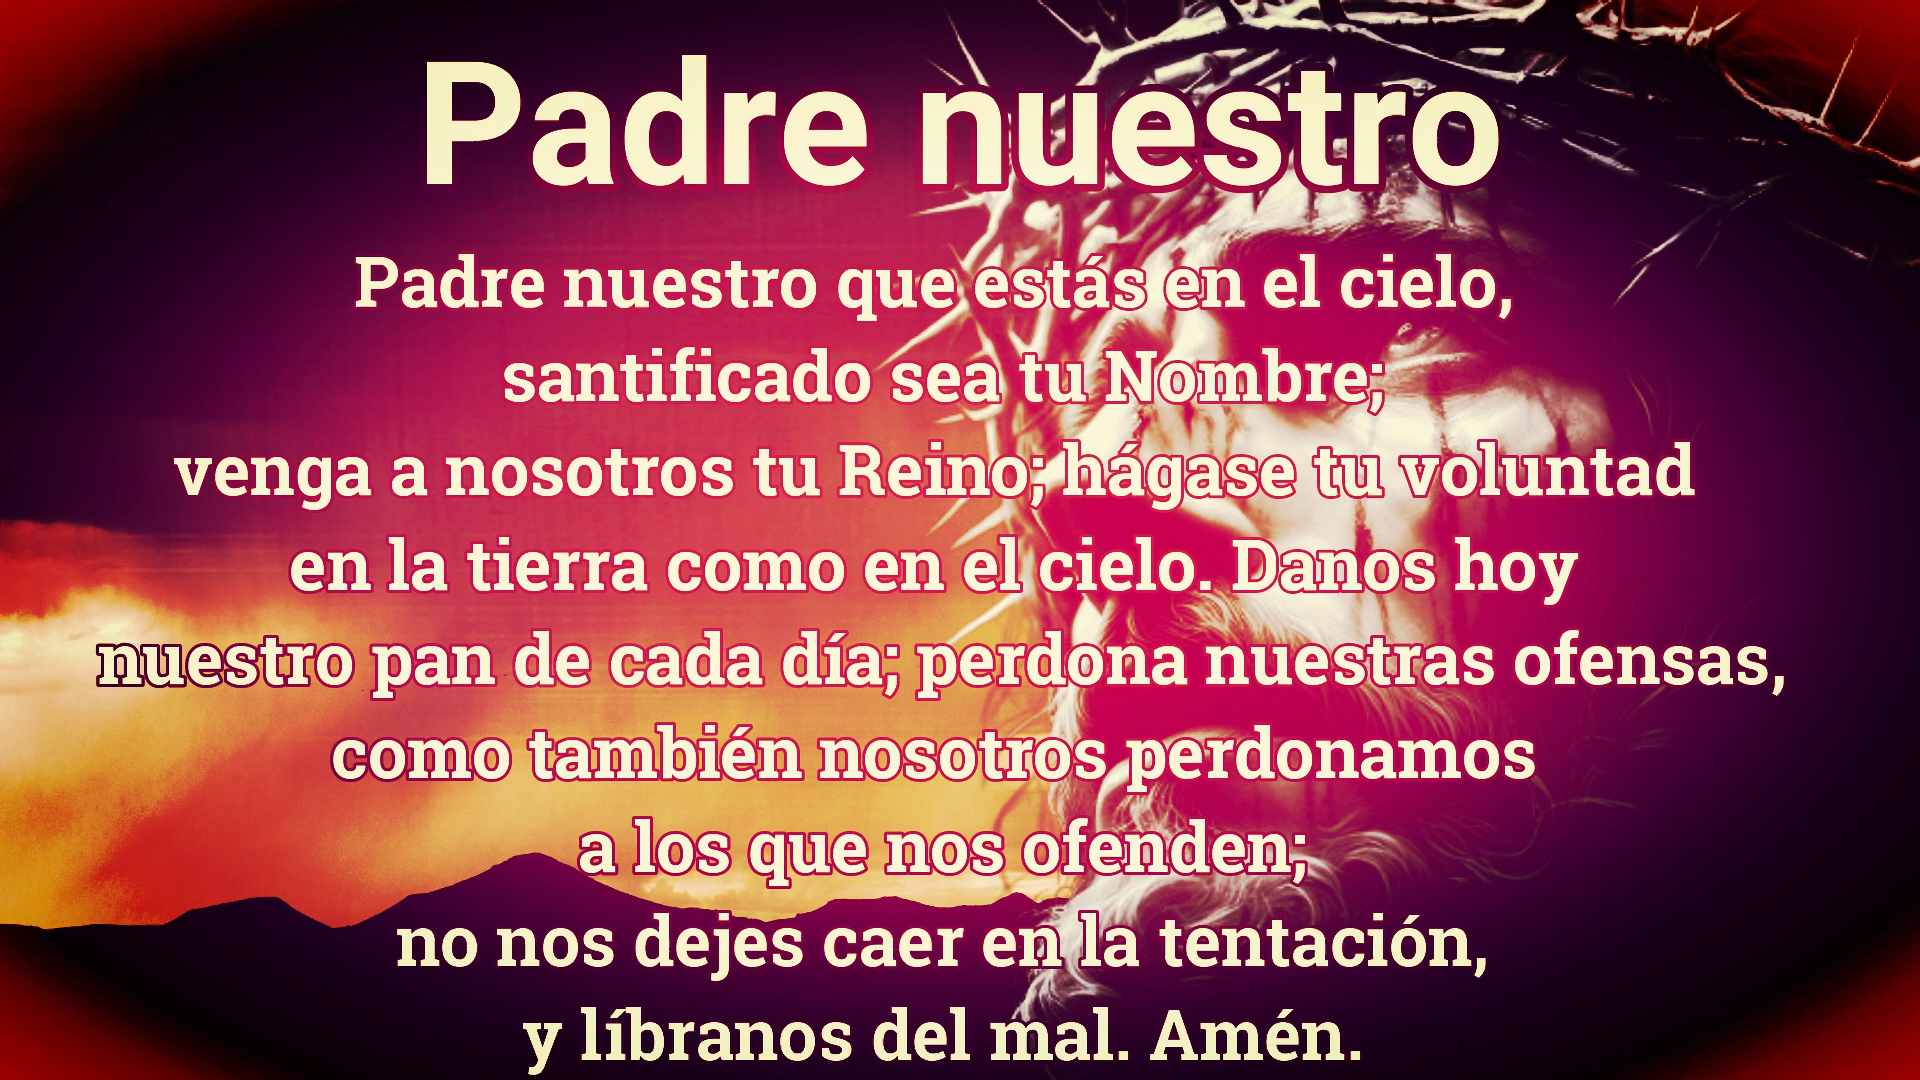 Padre nuestro
Padre nuestro que estás en el cielo,
santificado sea tu Nombre;
venga a nosotros tu Reino; hágase tu voluntad
en la tierra como en el cielo. Danos hoy
nuestro pan de cada día; perdona nuestras ofensas,
como también nosotros perdonamos
a los que nos ofenden;
no nos dejes caer en la tentación,
y líbranos del mal. Amén.